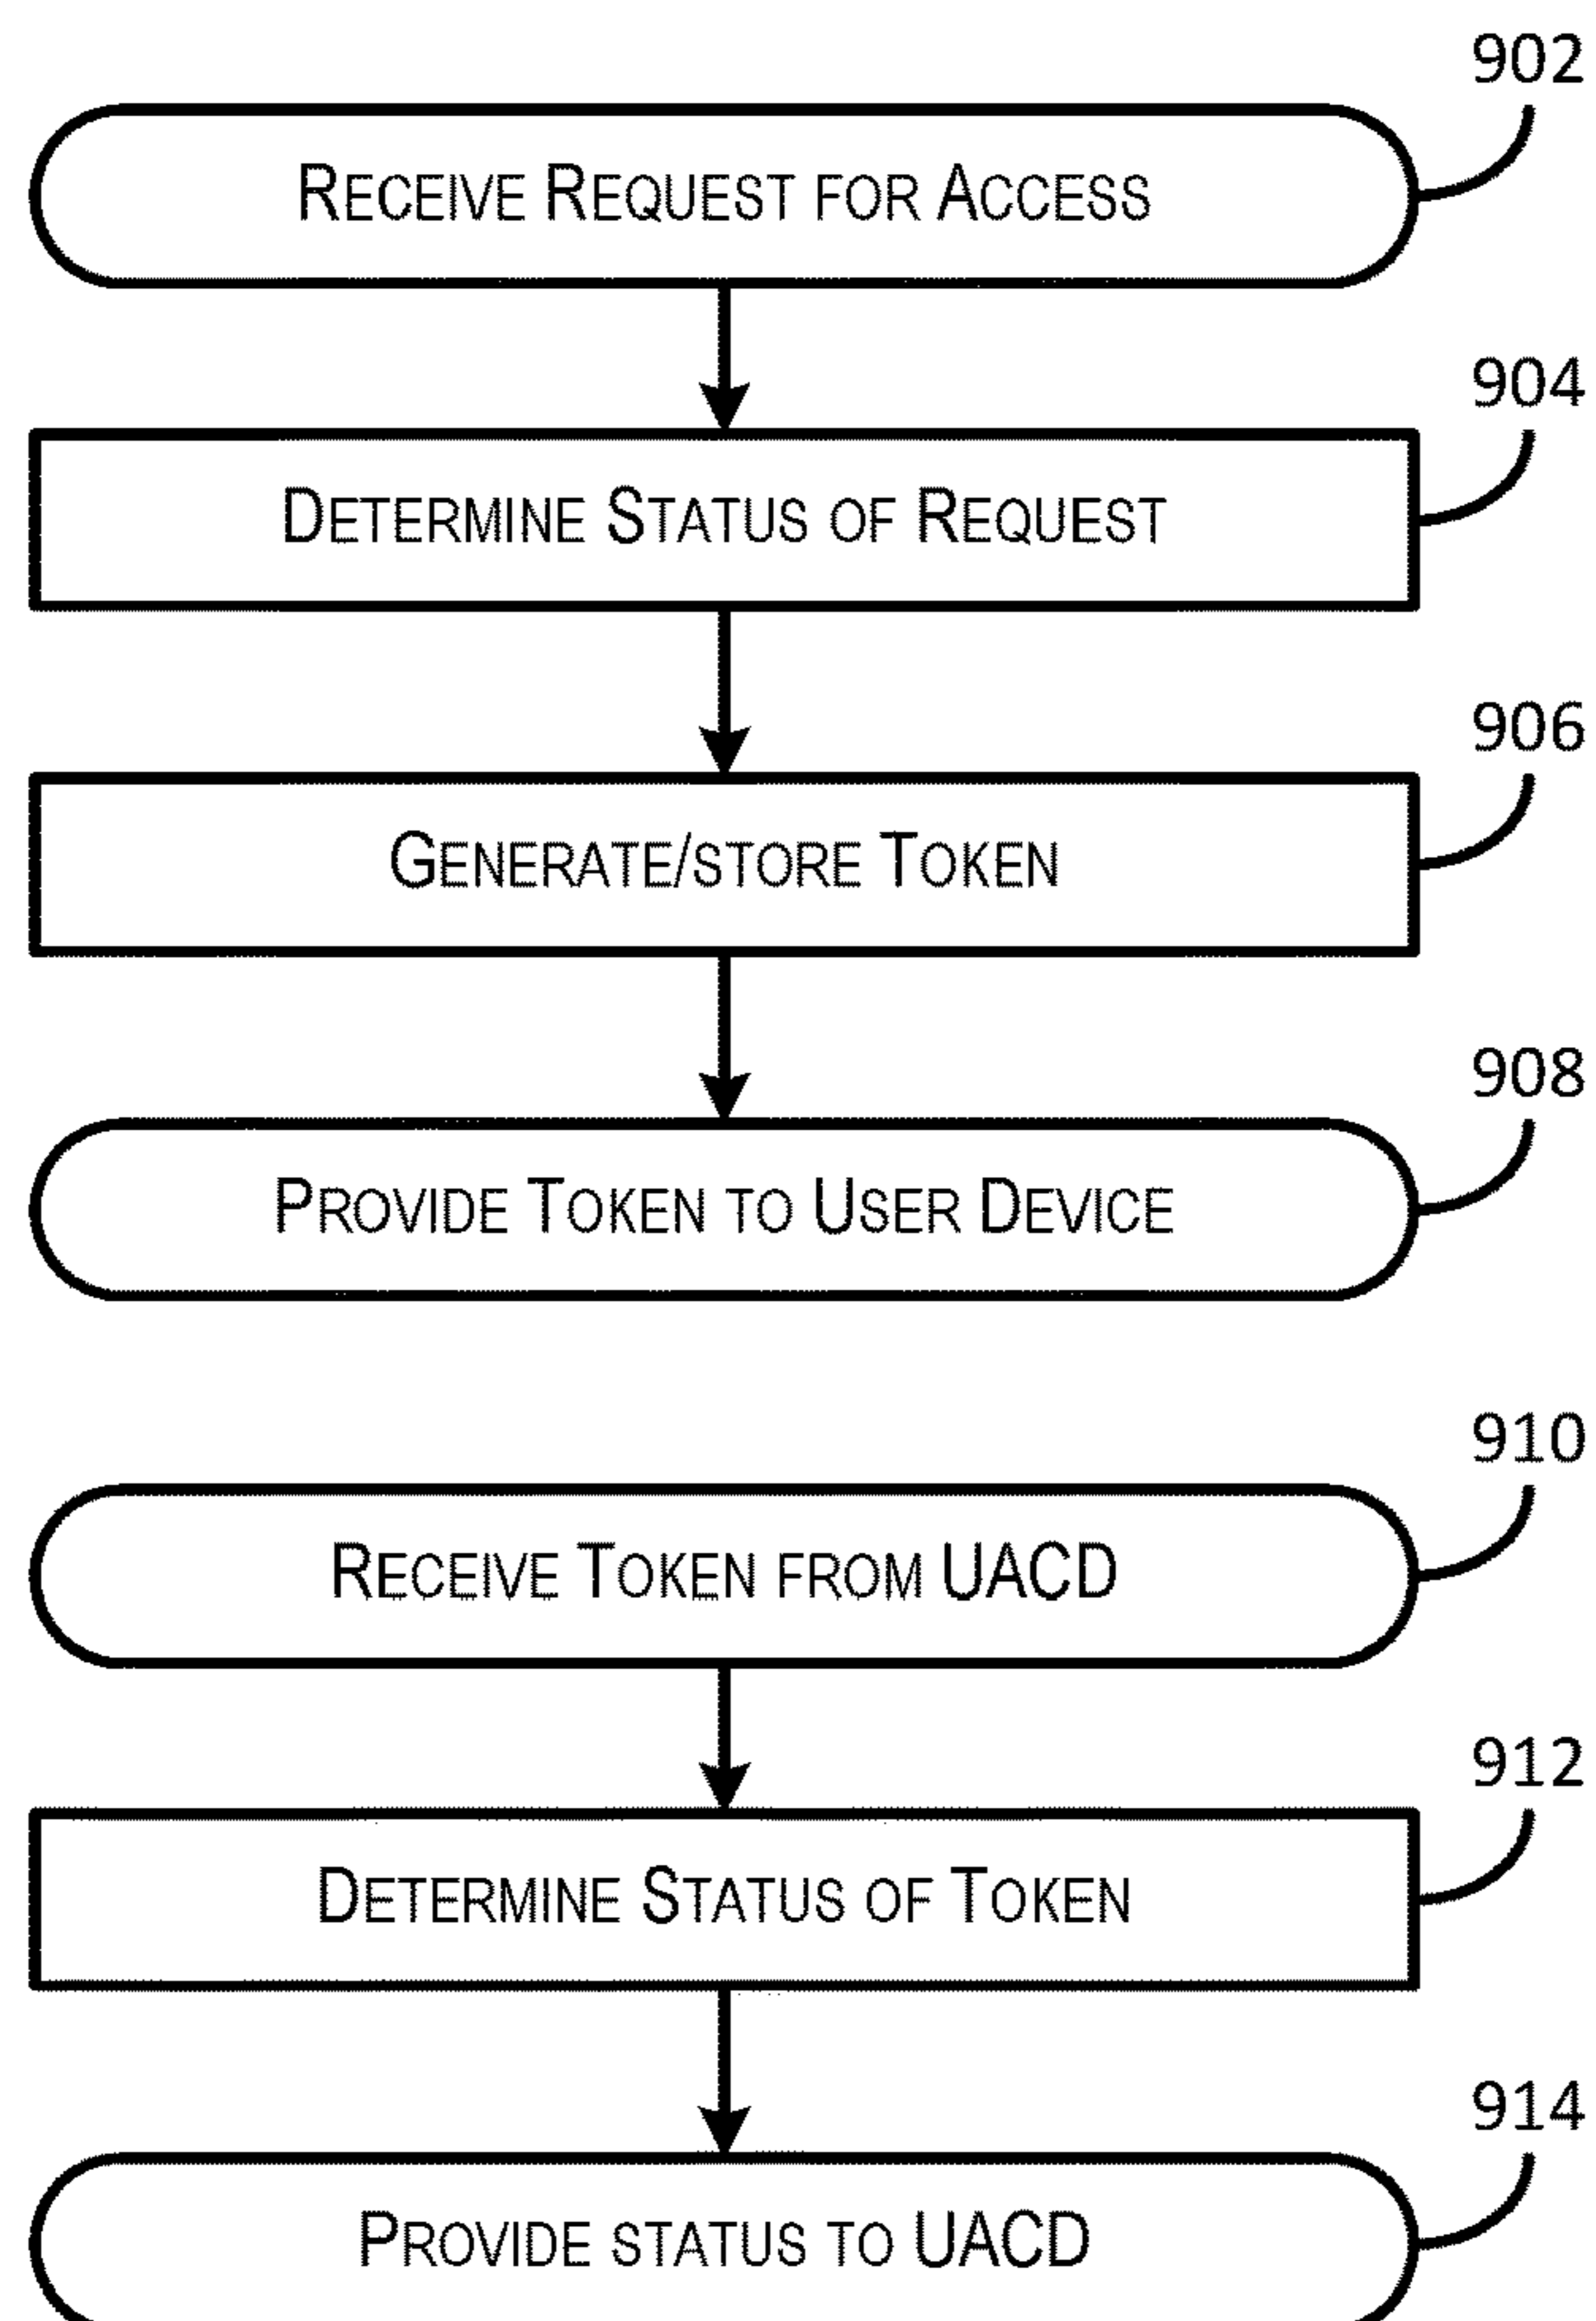 902
RECEIVE REQUEST FOR ACCESS
904
DETERMINE STATUS OF REQUEST
906
GENERATE/STORE TOKEN
908
PROVIDE TOKEN TO USER DEVICE
910
RECEIVE TOKEN FROM UACD
912
DETERMINE STATUS OF TOKEN
914
PROVIDE STATUS TO UACD